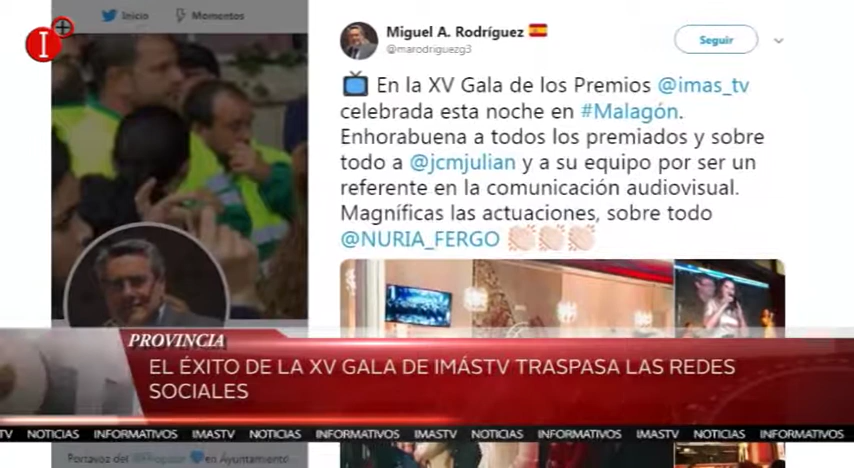 Inicio
Momentos
I+
Miguel A. Rodríguez
@marodriguezg3
Seguir
En la XV Gala de los Premios @imas_tv
celebrada esta noche en #Malagón.
Enhorabuena a todos los premiados y sobre
todo a @jcmjulian y a su equipo por ser un
referente en la comunicación audiovisual.
Magníficas las actuaciones, sobre todo
@NURIA_FERGO
PROVINCIA
EL ÉXITO DE LA XV GALA DE IMÁSTV TRASPASA LAS REDES
SOCIALES
TV NOTICIAS INFORMATIVOS IMASTV NOTICIAS INFORMATIVOS IMASTV NOTICIAS INFORMATIVOS IMASTV NOTICIAS INFORMATIVOS
Portavoz del en Ayuntamiento